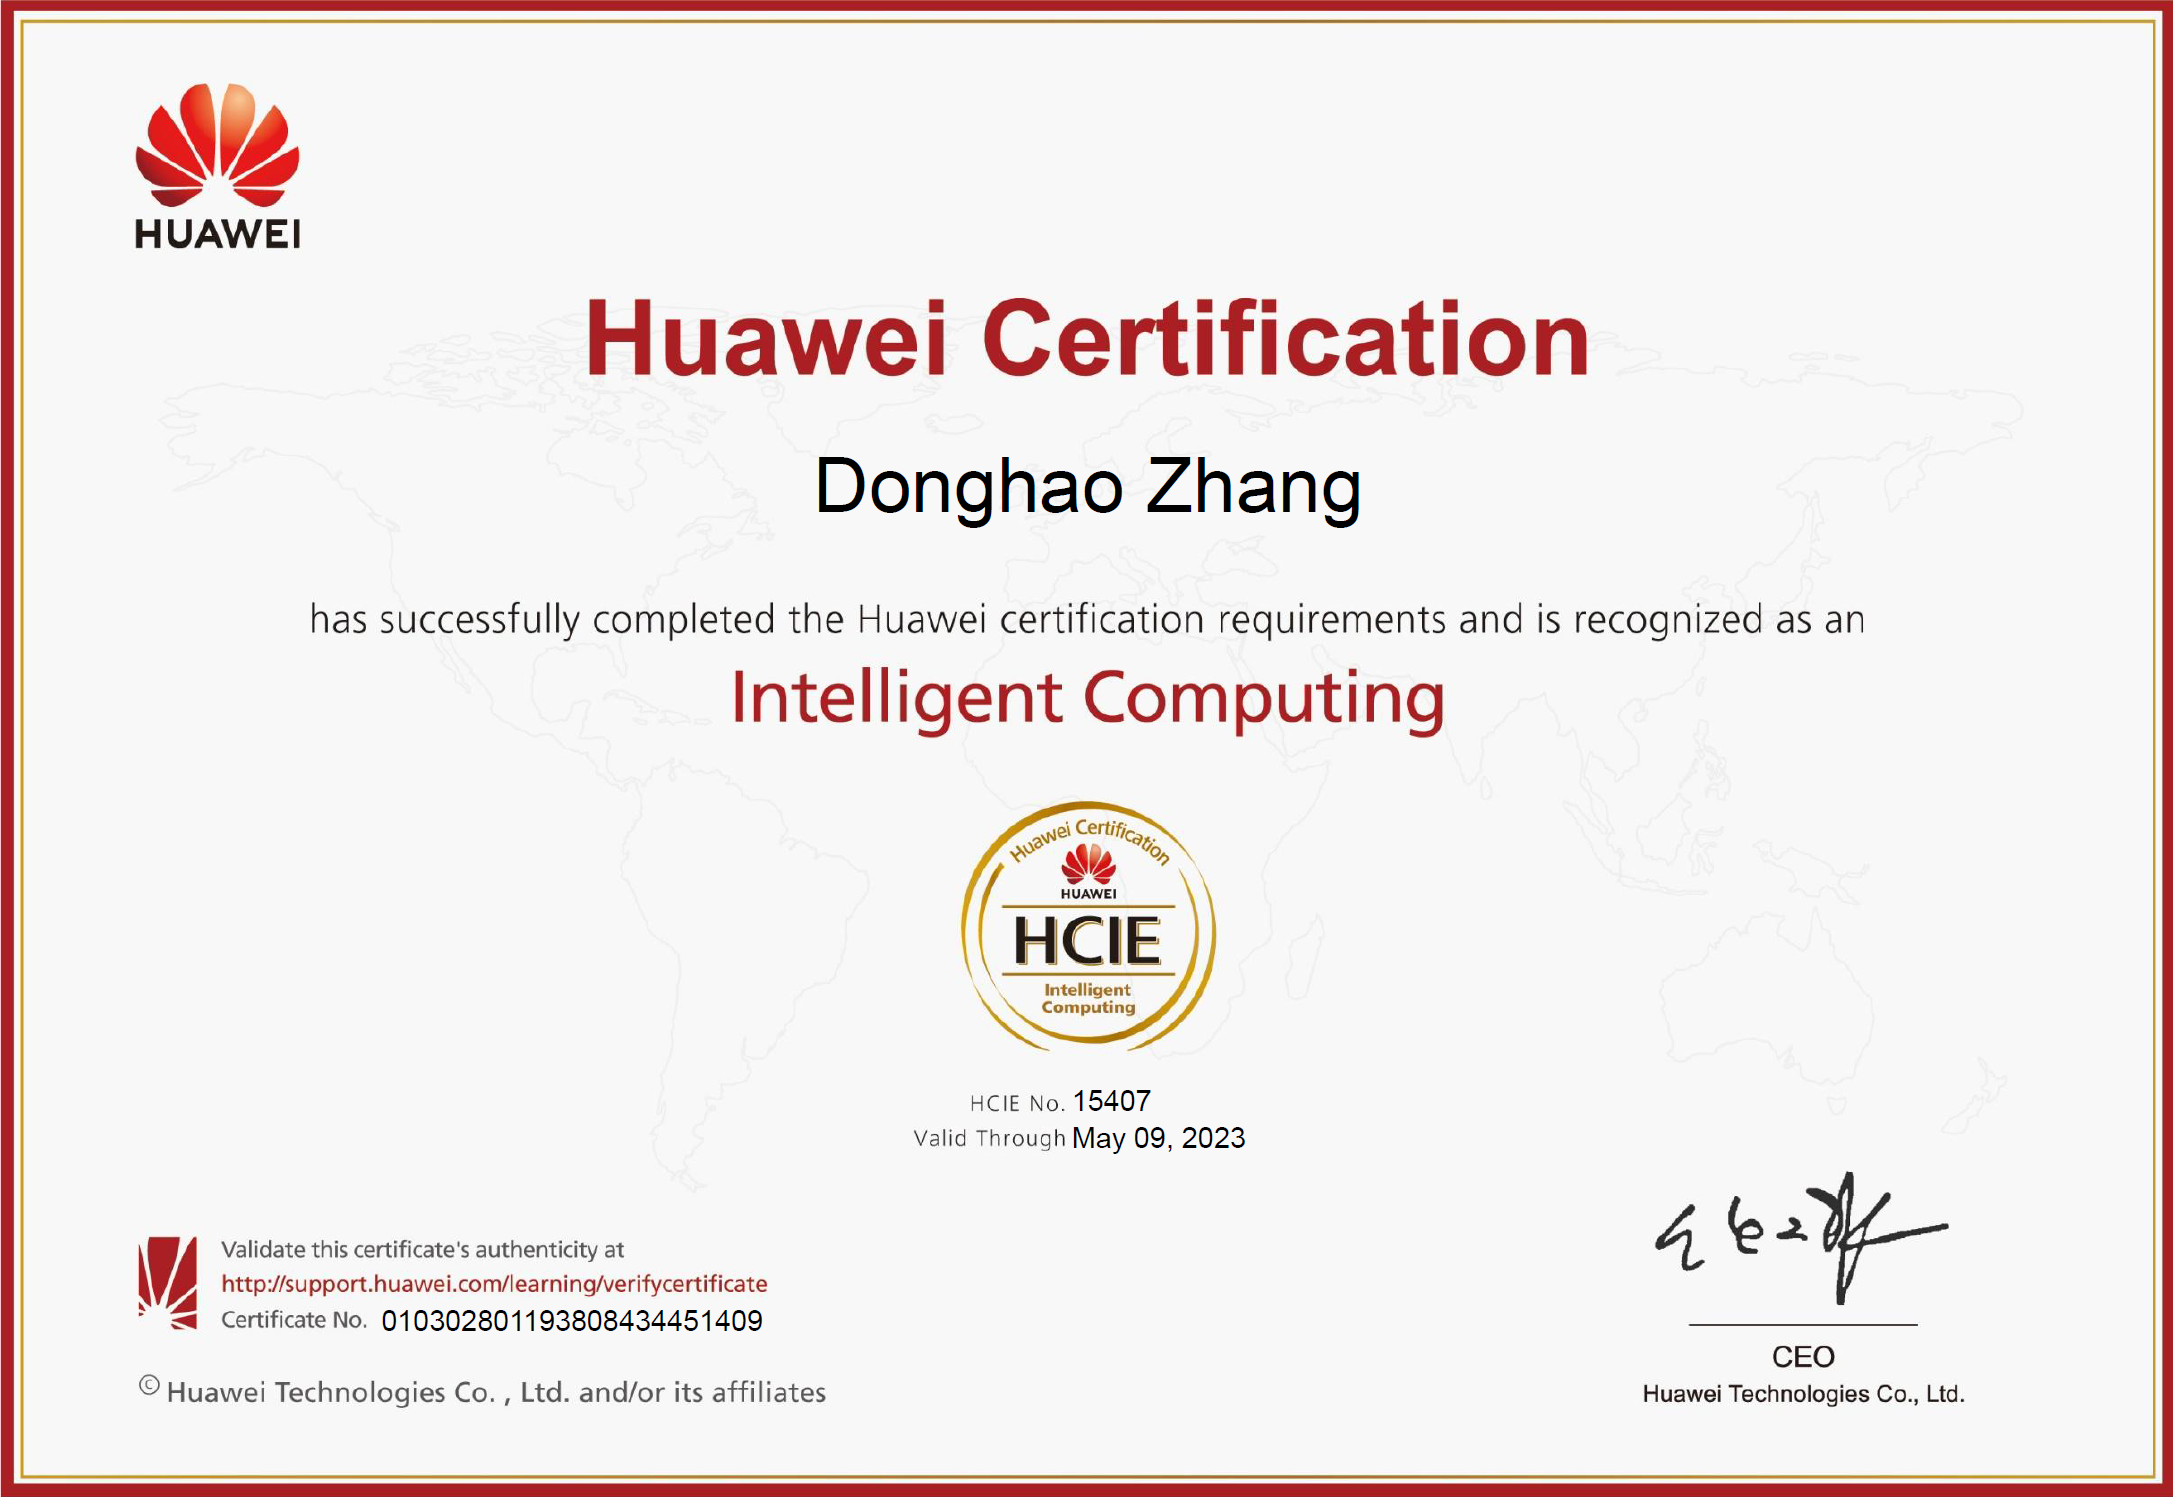 HUAWEI
Huawei Certification
Donghao Zhang
has successfully completed the Huawei certification requirements and is recognized as an
Intelligent Computing
Huawei Certification
HUAWEI
HCIE
Intelligent
Computing
HCIE No. 15407
Valid Through May 09, 2023
Validate this certificate's authenticity at
http://support.huawei.com/learning/verifycertificate
Certificate No. 010302801193808434451409
© Huawei Technologies Co. , Ltd. and/or its affiliates
CEO
Huawei Technologies Co., Ltd.